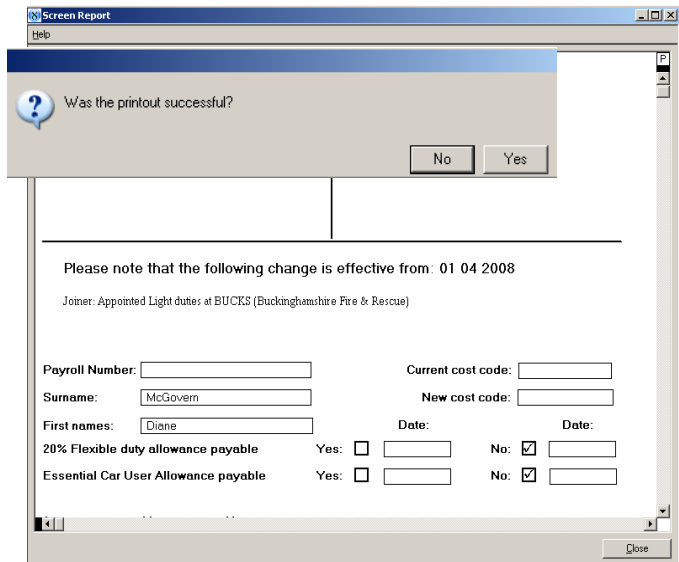 Screen Report
Help
P
Was the printout successful?
No Yes
Please note that the following change is effective from: 01 04 2008
Joiner: Appointed Light duties at BUCKS (Buckinghamshire Fire & Rescue)
Payroll Number: Current cost code:
Surname: McGovern New cost code:
First names: Diane Date: Date:
20% Flexible duty allowance payable Yes: No:
Essential Car User Allowance payable Yes: No:
Close